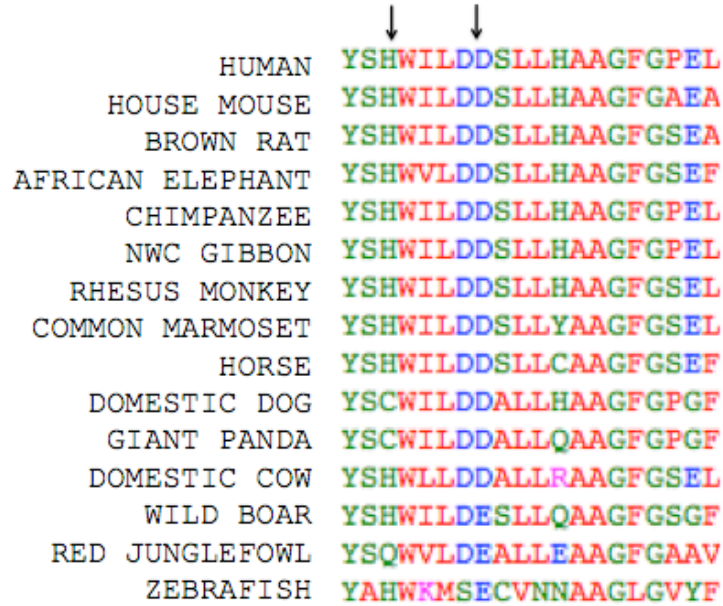 HUMAN YSHWILDDSLLHAAGFGPEL
HOUSE MOUSE YSHWILDDSLLHAAGFGAEA
BROWN RAT YSHWILDDSLLHAAGFGSEA
AFRICAN ELEPHANT YSHWVLDDSLLHAAGFGSEF
CHIMPANZEE YSHWILDDSLLHAAGFGPEL
NWC GIBBON YSHWILDDSLLHAAGFGPEL
RHESUS MONKEY YSHWILDDSLLHAAGFGSEL
COMMON MARMOSET YSHWILDDSLLYAAGFGSEL
HORSE YSHWILDDSLLCAAGFGSEF
DOMESTIC DOG YSCWILDDALLHAAGFGPGF
GIANT PANDA YSCWILDDALLQAAGFGPGF
DOMESTIC COW YSHWLLDDALLRAAGFGSEL
WILD BOAR YSHWILDESLLQAAGFGSGF
RED JUNGLEFOWL YSQWVLDEALLEAAGFGAAV
ZEBRAFISH YAHWKMSECVNNAAGLGVYF